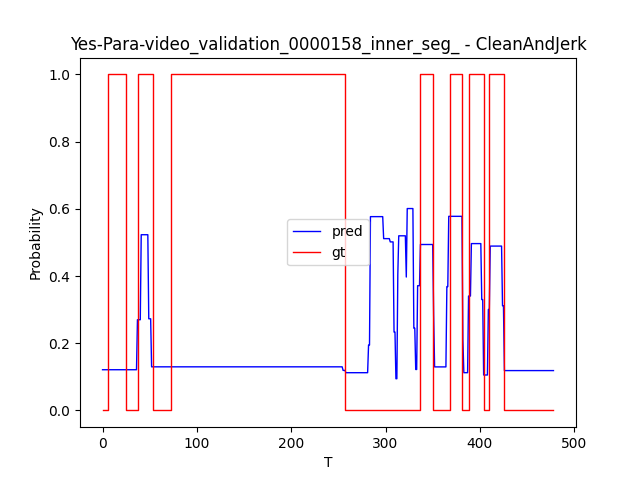 Yes-Para-video_validation_0000158_inner_seg_ - CleanAndJerk
1.0
0.8
0.6
0.4
0.2
0.0
Probability
pred
gt
0 100 200 300 400 500
T